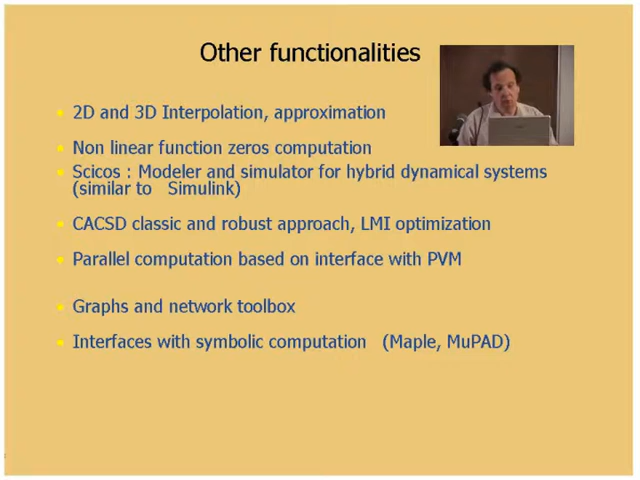 Other functionalities
2D and 3D Interpolation, approximation
Non linear function zeros computation
Scicos : Modeler and simulator for hybrid dynamical systems
(similar to Simulink)
CACSD classic and robust approach, LMI optimization
Parallel computation based on interface with PVM
Graphs and network toolbox
Interfaces with symbolic computation (Maple, MuPAD)